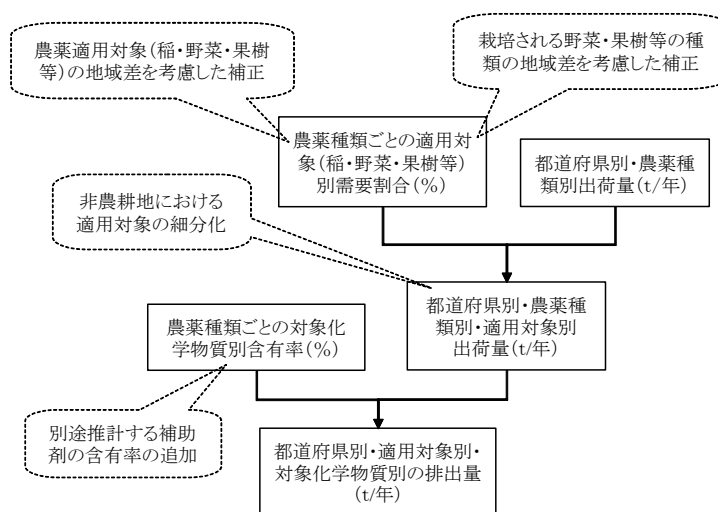 農薬適用対象(稲・野菜・果樹
等)の地域差を考慮した補正
栽培される野菜・果樹等の種
類の地域差を考慮した補正
農薬種類ごとの適用対
象(稲・野菜・果樹等)
別需要割合(%)
都道府県別・農薬種
類別出荷量(t/年)
非農耕地における
適用対象の細分化
都道府県別・農薬種
類別・適用対象別
出荷量(t/年)
農薬種類ごとの対象化
学物質別含有率(%)
別途推計する補助
剤の含有率の追加
都道府県別・適用対象別・
対象化学物質別の排出量
(t/年)